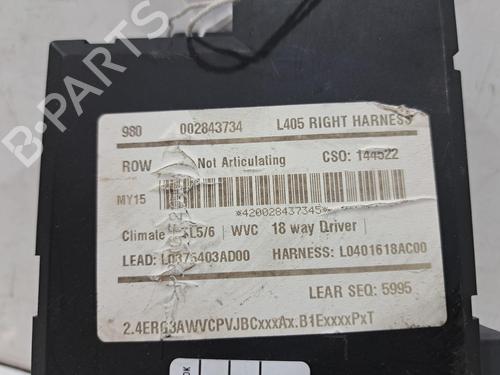 B-PARTS
980 002843734 L405 RIGHT HARNESS
ROW Not Articulating CSO: 144522
MY15
*420028437345*
Climate L5/6 | WVC 18 way Driver |
LEAD: L0375403AD00 HARNESS: L0401618AC00
LEAR SEQ: 5995
2.4ERG3AWVCPVJBCxxxAx.B1ExxxxPxT